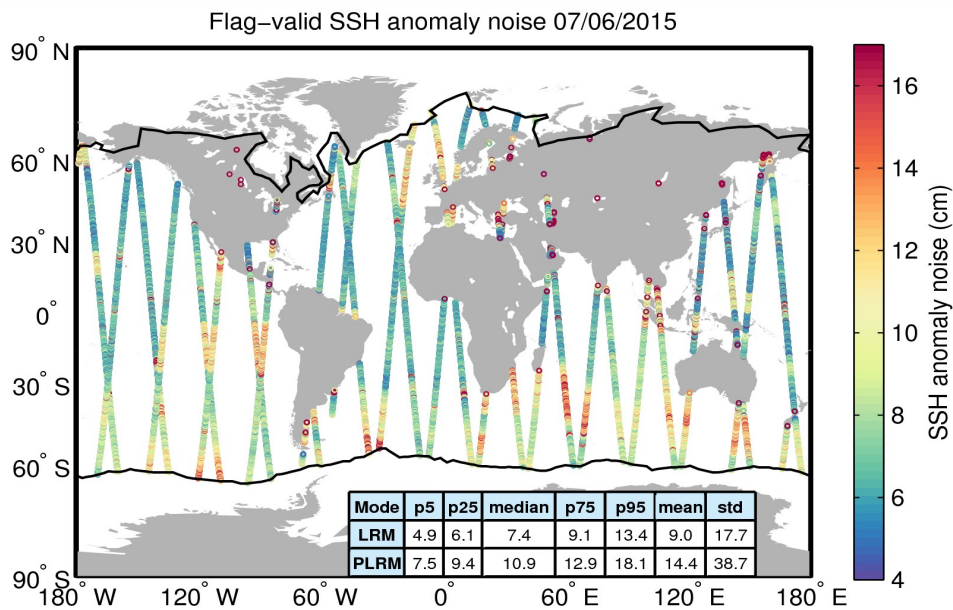 Flag−valid SSH anomaly noise 07/06/2015
90° N
60° N
30° N
0°
30° S
60° S
90° S
180° W
120° W
60° W
0°
60° E
120° E
180° E
16
14
12
10
8
6
4
SSH anomaly noise (cm)
Mode p5 p25 median p75 p95 mean std
LRM 4.9 6.1 7.4 9.1 13.4 9.0 17.7
PLRM 7.5 9.4 10.9 12.9 18.1 14.4 38.7